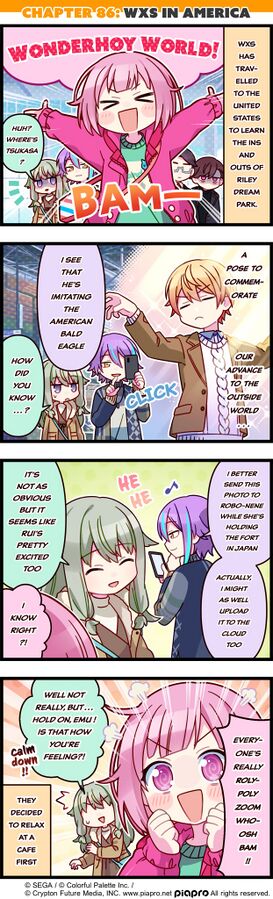 CHAPTER 86: WXS IN AMERICA
WXS
HAS
TRAV-
ELLED
TO THE
UNITED
STATES
TO LEARN
THE INS
AND
OUTS OF
RILEY
DREAM
PARK.
WONDERHOY WORLD!
HUH?
WHERE'S
TSUKASA
?
BAM—
A
POSE TO
COMMEM-
ORATE
OUR
ADVANCE
TO THE
OUTSIDE
WORLD
...
I SEE
THAT
HE'S
IMITATING
THE
AMERICAN
BALD
EAGLE
HOW
DID
YOU
KNOW
...?
CLICK
I BETTER
SEND THIS
PHOTO TO
ROBO-NENE
WHILE SHE'S
HOLDING
THE
FORT IN
JAPAN
ACTUALLY,
I MIGHT
AS WELL
UPLOAD
IT TO THE
CLOUD
TOO
HE
HE
♪
IT'S
NOT AS
OBVIOUS
BUT IT
SEEMS LIKE
RUI'S
PRETTY
EXCITED
TOO
I
KNOW
RIGHT
?!
EVERY-
ONE'S
REALLY
ROLY-
POLY
ZOOM
WHO-
OSH
BAM
!!
WELL NOT
REALLY, BUT...
HOLD ON, EMU !
IS THAT HOW
YOU'RE
FEELING?!
Calm
down!!
THEY
DECIDED
TO RELAX
AT A
CAFE
FIRST
© SEGA / © Colorful Palette Inc. /
© Crypton Future Media, INC. www.piapro.net piapro All rights reserved.